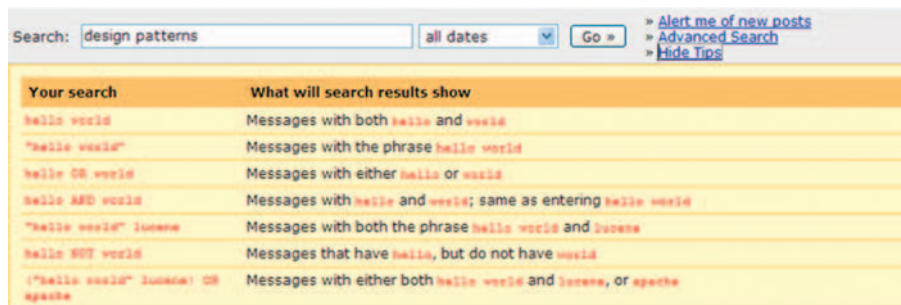 Search: design patterns all dates Go »
» Alert me of new posts
» Advanced Search
» Hide Tips
Your search What will search results show
hello world Messages with both hello and world
"hello world" Messages with the phrase hello world
hello OR world Messages with either hello or world
hello AND world Messages with hello and world; same as entering hello world
"hello world" lucene Messages with both the phrase hello world and lucene
hello NOT world Messages that have hello, but do not have world
("hello world" lucene) OR Messages with either both hello world and lucene, or apache
apache